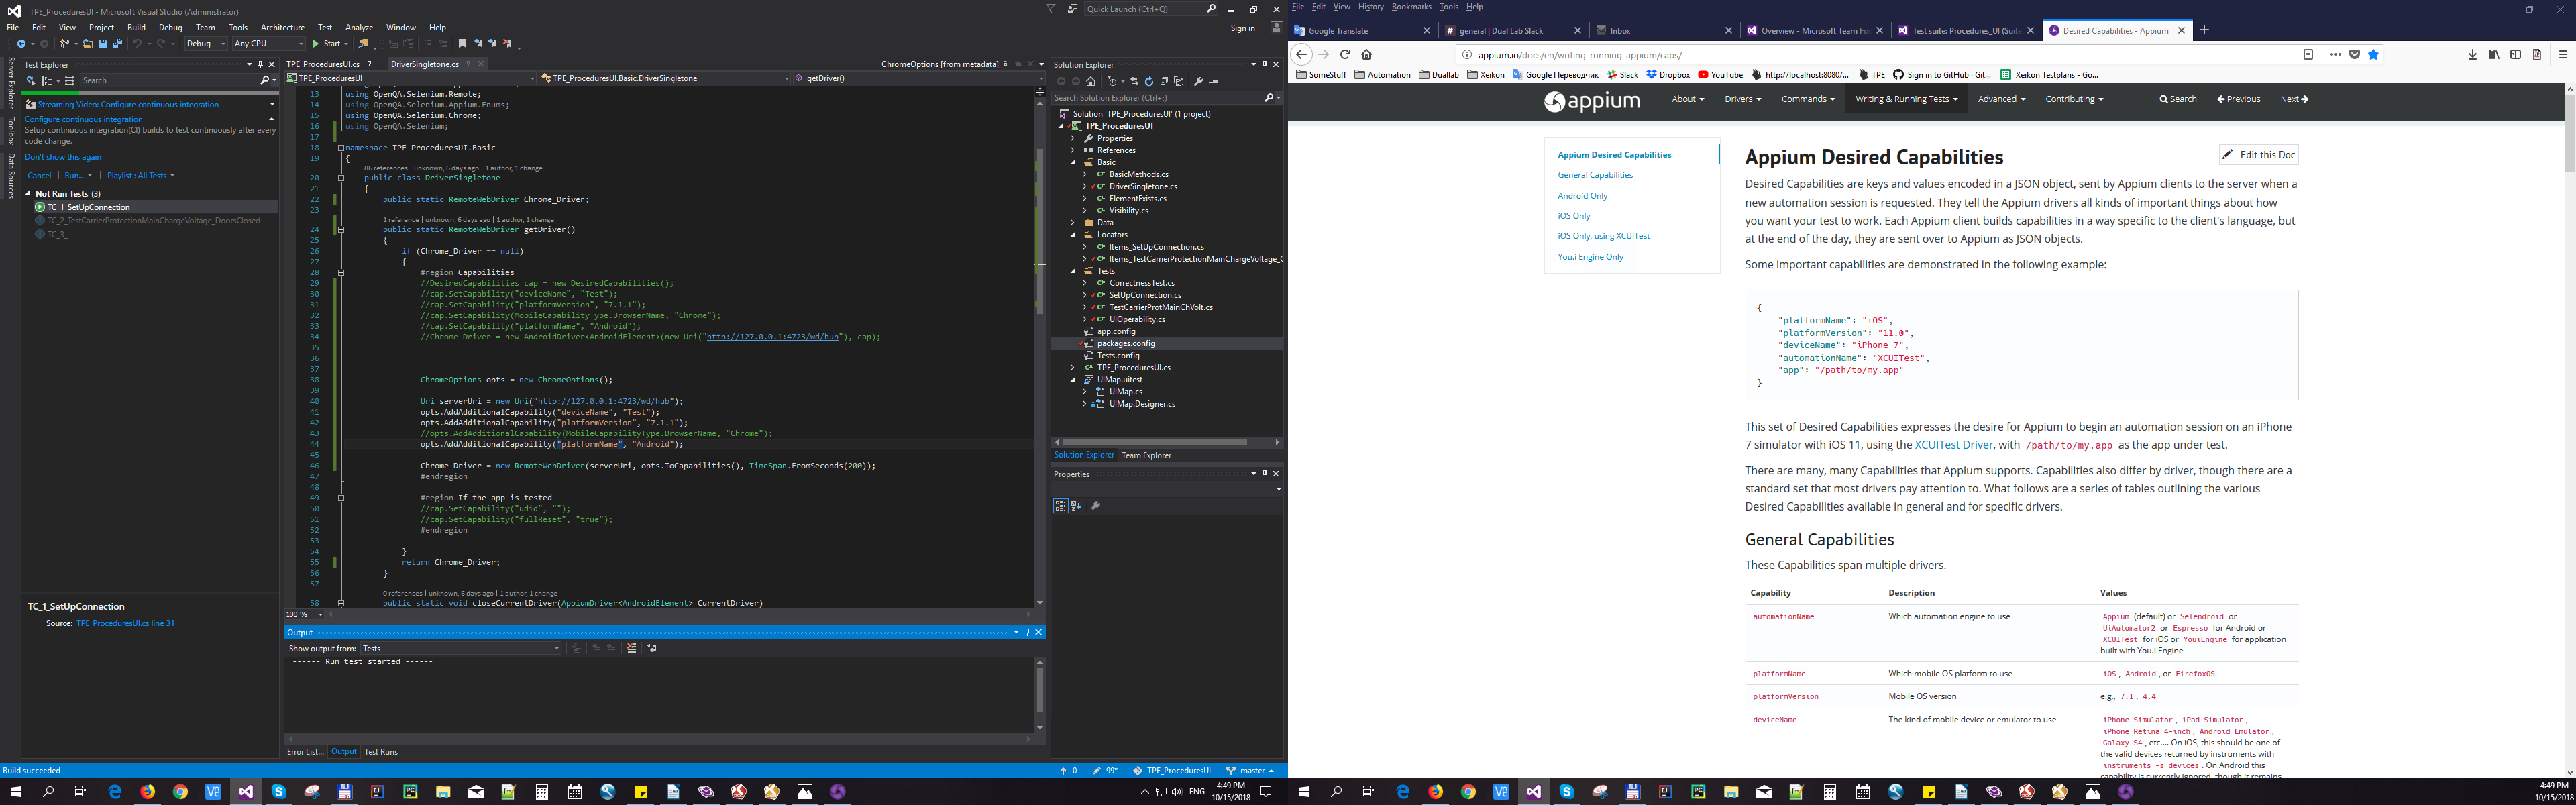 TPE_ProceduresUI - Microsoft Visual Studio (Administrator)
Quick Launch (Ctrl+Q)
File Edit View Project Build Debug Team Tools Architecture Test Analyze Window Help
Sign in
Debug Any CPU Start
Server Explorer
Toolbox
Data Sources
Test Explorer
Search
Streaming Video: Configure continuous integration
Configure continuous integration
Setup continuous integration(CI) builds to test continuously after every
code change.
Don't show this again
Cancel | Run... | Playlist : All Tests
Not Run Tests (3)
TC_1_SetUpConnection
TC_2_TestCarrierProtectionMainChargeVoltage_DoorsClosed
TC_3_
TC_1_SetUpConnection
Source: TPE_ProceduresUI.cs line 31
TPE_ProceduresUI.cs DriverSingletone.cs ChromeOptions [from metadata]
TPE_ProceduresUI TPE_ProceduresUI.Basic.DriverSingletone getDriver()
13 using OpenQA.Selenium.Remote;
14 using OpenQA.Selenium.Appium.Enums;
15 using OpenQA.Selenium.Chrome;
16 using OpenQA.Selenium;
17
18 namespace TPE_ProceduresUI.Basic
19 {
86 references | unknown, 6 days ago | 1 author, 1 change
20 public class DriverSingletone
21 {
22 public static RemoteWebDriver Chrome_Driver;
23
1 reference | unknown, 6 days ago | 1 author, 1 change
24 public static RemoteWebDriver getDriver()
25 {
26 if (Chrome_Driver == null)
27 {
28 #region Capabilities
29 //DesiredCapabilities cap = new DesiredCapabilities();
30 //cap.SetCapability("deviceName", "Test");
31 //cap.SetCapability("platformVersion", "7.1.1");
32 //cap.SetCapability(MobileCapabilityType.BrowserName, "Chrome");
33 //cap.SetCapability("platformName", "Android");
34 //Chrome_Driver = new AndroidDriver<AndroidElement>(new Uri("http://127.0.0.1:4723/wd/hub"), cap);
35
36
37
38 ChromeOptions opts = new ChromeOptions();
39
40 Uri serverUri = new Uri("http://127.0.0.1:4723/wd/hub");
41 opts.AddAdditionalCapability("deviceName", "Test");
42 opts.AddAdditionalCapability("platformVersion", "7.1.1");
43 //opts.AddAdditionalCapability(MobileCapabilityType.BrowserName, "Chrome");
44 opts.AddAdditionalCapability("platformName", "Android");
45
46 Chrome_Driver = new RemoteWebDriver(serverUri, opts.ToCapabilities(), TimeSpan.FromSeconds(200));
47 #endregion
48
49 #region If the app is tested
50 //cap.SetCapability("udid", "");
51 //cap.SetCapability("fullReset", "true");
52 #endregion
53
54 }
55 return Chrome_Driver;
56 }
57
0 references | unknown, 6 days ago | 1 author, 1 change
58 public static void closeCurrentDriver(AppiumDriver<AndroidElement> CurrentDriver)
100 %
Output
Show output from: Tests
------ Run test started ------
Error List... Output Test Runs
Solution Explorer
Search Solution Explorer (Ctrl+;)
Solution 'TPE_ProceduresUI' (1 project)
TPE_ProceduresUI
Properties
References
Basic
BasicMethods.cs
DriverSingletone.cs
ElementExists.cs
Visibility.cs
Data
Locators
Items_SetUpConnection.cs
Items_TestCarrierProtectionMainChargeVoltage_C
Tests
CorrectnessTest.cs
SetUpConnection.cs
TestCarrierProtMainChVolt.cs
UIOperability.cs
app.config
packages.config
Tests.config
TPE_ProceduresUI.cs
UIMap.uitest
UIMap.cs
UIMap.Designer.cs
Solution Explorer Team Explorer
Properties
Build succeeded
0 99* TPE_ProceduresUI master
ENG
4:49 PM
10/15/2018
File Edit View History Bookmarks Tools Help
Google Translate
general | Dual Lab Slack
Inbox
Overview - Microsoft Team Fo
Test suite: Procedures_UI (Suite
Desired Capabilities - Appium
appium.io/docs/en/writing-running-appium/caps/
SomeStuff Automation Duallab Xeikon Google Переводчик Slack Dropbox YouTube http://localhost:8080/... TPE Sign in to GitHub · Git... Xeikon Testplans - Go...
appium
About Drivers Commands Writing & Running Tests Advanced Contributing Search Previous Next
Appium Desired Capabilities
General Capabilities
Android Only
iOS Only
iOS Only, using XCUITest
You.i Engine Only
Appium Desired Capabilities
Edit this Doc
Desired Capabilities are keys and values encoded in a JSON object, sent by Appium clients to the server when a
new automation session is requested. They tell the Appium drivers all kinds of important things about how
you want your test to work. Each Appium client builds capabilities in a way specific to the client's language, but
at the end of the day, they are sent over to Appium as JSON objects.
Some important capabilities are demonstrated in the following example:
{
"platformName": "iOS",
"platformVersion": "11.0",
"deviceName": "iPhone 7",
"automationName": "XCUITest",
"app": "/path/to/my.app"
}
This set of Desired Capabilities expresses the desire for Appium to begin an automation session on an iPhone
7 simulator with iOS 11, using the XCUITest Driver, with /path/to/my.app as the app under test.
There are many, many Capabilities that Appium supports. Capabilities also differ by driver, though there are a
standard set that most drivers pay attention to. What follows are a series of tables outlining the various
Desired Capabilities available in general and for specific drivers.
General Capabilities
These Capabilities span multiple drivers.
Capability Description Values
automationName Which automation engine to use Appium (default) or Selendroid or
UiAutomator2 or Espresso for Android or
XCUITest for iOS or YouiEngine for application
built with You.i Engine
platformName Which mobile OS platform to use iOS, Android, or FirefoxOS
platformVersion Mobile OS version e.g., 7.1, 4.4
deviceName The kind of mobile device or emulator to use iPhone Simulator, iPad Simulator,
iPhone Retina 4-inch, Android Emulator,
Galaxy S4, etc.... On iOS, this should be one of
the valid devices returned by instruments with
instruments -s devices. On Android this
capability is currently ignored, though it remains
4:49 PM
10/15/2018